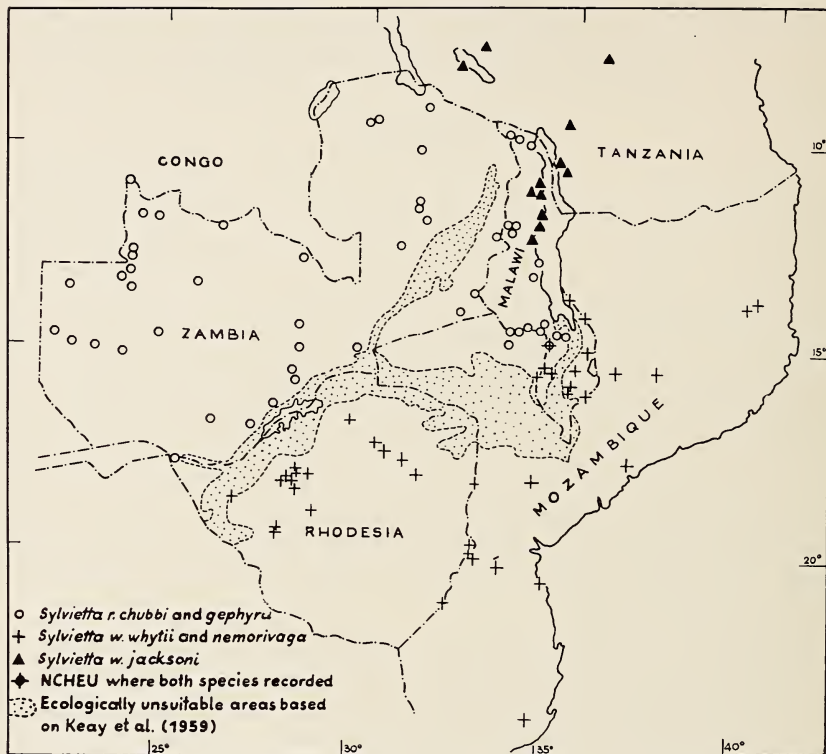 CONGO
TANZANIA
10°
MALAWI
ZAMBIA
15°
MOZAMBIQUE
RHODESIA
20°
Sylvietta r. chubbi and gephyra
Sylvietta w. whytii and nemorivaga
Sylvietta w. jacksoni
NCHEU where both species recorded
Ecologically unsuitable areas based
on Keay et al. (1959)
25°
30°
35°
40°